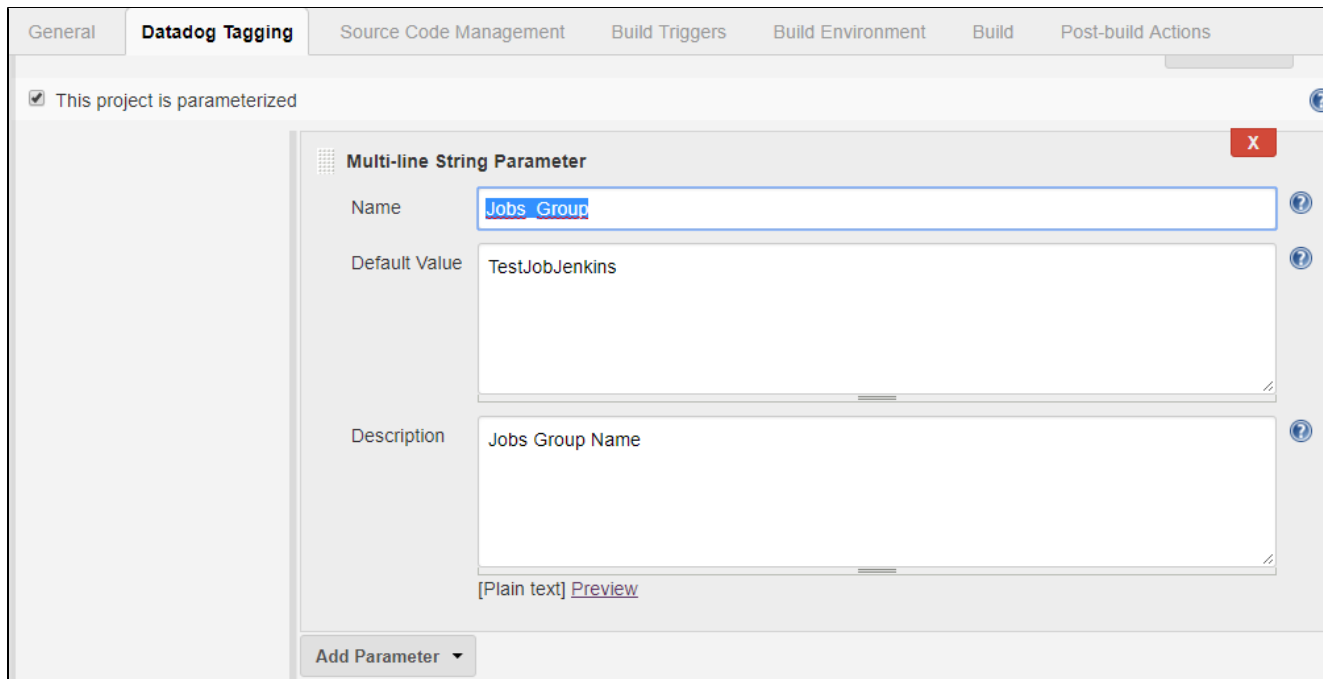 General Datadog Tagging Source Code Management Build Triggers Build Environment Build Post-build Actions
This project is parameterized
X
Multi-line String Parameter
Name Jobs_Group
Default Value TestJobJenkins
Description Jobs Group Name
[Plain text] Preview
Add Parameter